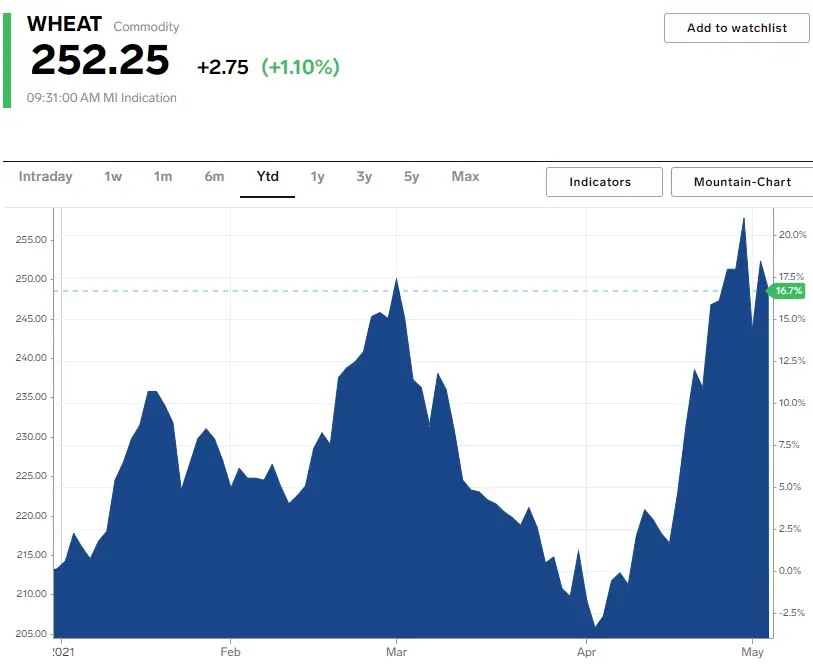 WHEAT Commodity
Add to watchlist
252.25 +2.75 (+1.10%)
09:31:00 AM MI Indication
Intraday 1w 1m 6m Ytd 1y 3y 5y Max
Indicators
Mountain-Chart
255.00
250.00
245.00
240.00
235.00
230.00
225.00
220.00
215.00
210.00
205.00
20.0%
17.5%
16.7%
15.0%
12.5%
10.0%
7.5%
5.0%
2.5%
0.0%
-2.5%
2021 Feb Mar Apr May